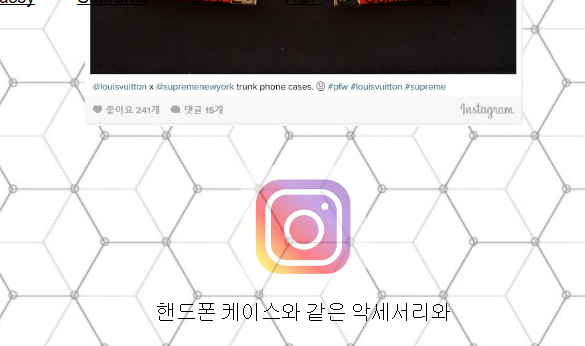 @louisvuitton x @supremenewyork trunk phone cases. #pfw #louisvuitton #supreme
좋아요 241개 댓글 15개 Instagram
핸드폰 케이스와 같은 악세서리와